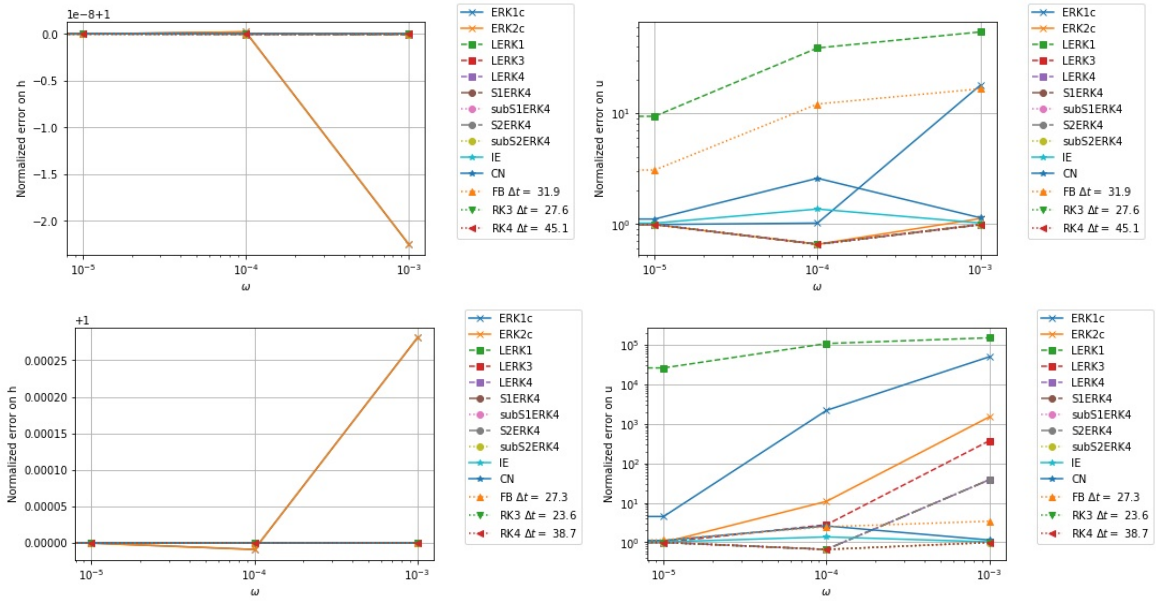 1e−8+1
0.0
−0.5
−1.0
−1.5
−2.0
Normalized error on h
10⁻⁵
10⁻⁴
10⁻³
ω
ERK1c
ERK2c
LERK1
LERK3
LERK4
S1ERK4
subS1ERK4
S2ERK4
subS2ERK4
IE
CN
FB Δt = 31.9
RK3 Δt = 27.6
RK4 Δt = 45.1
10¹
10⁰
Normalized error on u
10⁻⁵
10⁻⁴
10⁻³
ω
ERK1c
ERK2c
LERK1
LERK3
LERK4
S1ERK4
subS1ERK4
S2ERK4
subS2ERK4
IE
CN
FB Δt = 31.9
RK3 Δt = 27.6
RK4 Δt = 45.1
+1
0.00025
0.00020
0.00015
0.00010
0.00005
0.00000
Normalized error on h
10⁻⁵
10⁻⁴
10⁻³
ω
ERK1c
ERK2c
LERK1
LERK3
LERK4
S1ERK4
subS1ERK4
S2ERK4
subS2ERK4
IE
CN
FB Δt = 27.3
RK3 Δt = 23.6
RK4 Δt = 38.7
10⁵
10⁴
10³
10²
10¹
10⁰
Normalized error on u
10⁻⁵
10⁻⁴
10⁻³
ω
ERK1c
ERK2c
LERK1
LERK3
LERK4
S1ERK4
subS1ERK4
S2ERK4
subS2ERK4
IE
CN
FB Δt = 27.3
RK3 Δt = 23.6
RK4 Δt = 38.7